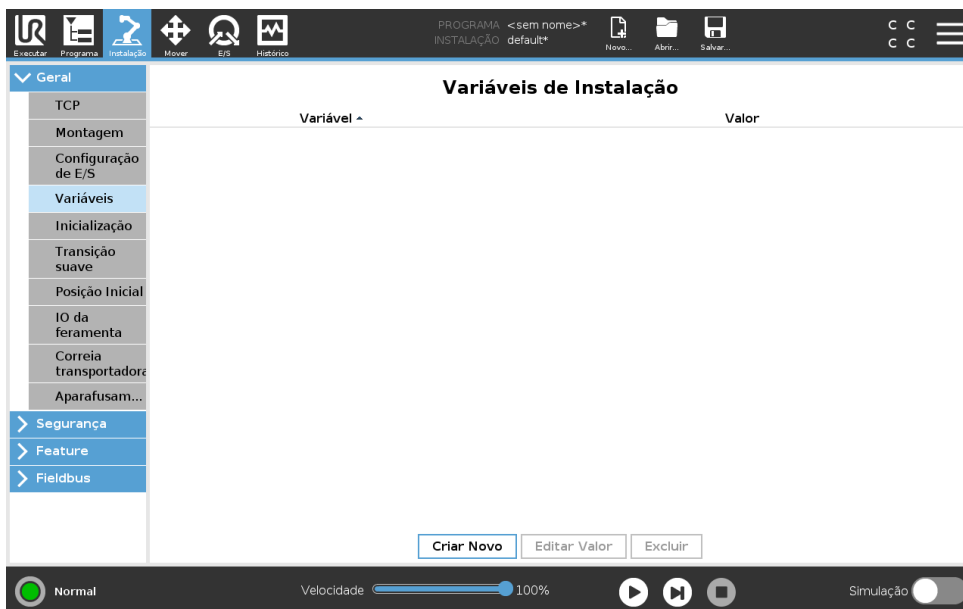 UR
Executar
Programa
Instalação
Mover
E/S
Histórico
PROGRAMA <sem nome>*
INSTALAÇÃO default*
Novo...
Abrir...
Salvar...
C C
C C
Geral
TCP
Montagem
Configuração
de E/S
Variáveis
Inicialização
Transição
suave
Posição Inicial
IO da
ferramenta
Correia
transportadora
Aparafusam...
Segurança
Feature
Fieldbus
Variáveis de Instalação
Variável
Valor
Criar Novo
Editar Valor
Excluir
Normal
Velocidade
100%
Simulação